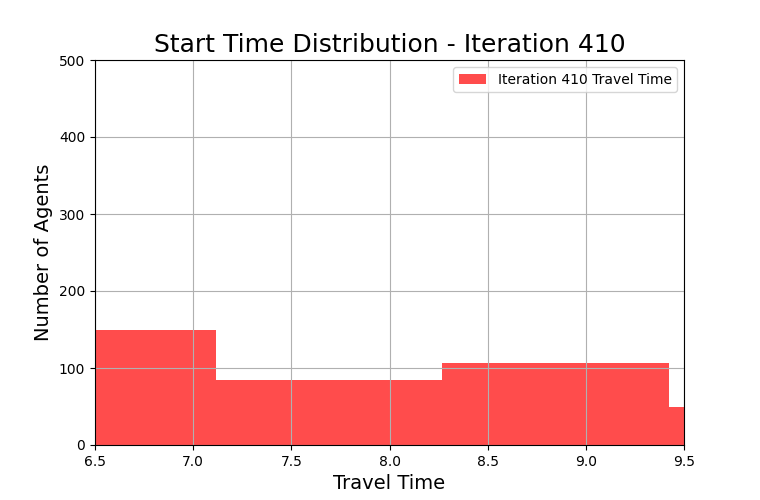 Start Time Distribution - Iteration 410
500
400
300
200
100
0
Number of Agents
Iteration 410 Travel Time
6.5 7.0 7.5 8.0 8.5 9.0 9.5
Travel Time